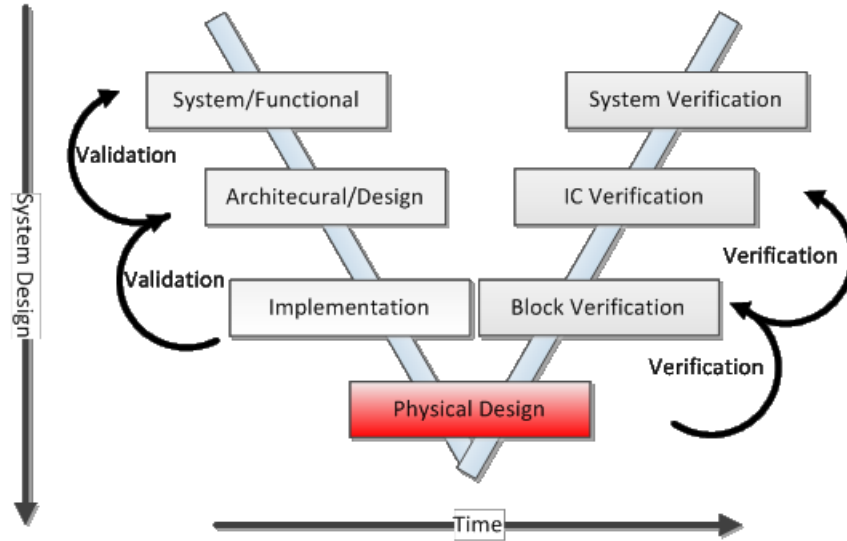 System/Functional
System Verification
Validation
Architecural/Design
IC Verification
System Design
Validation
Verification
Implementation
Block Verification
Verification
Physical Design
Time